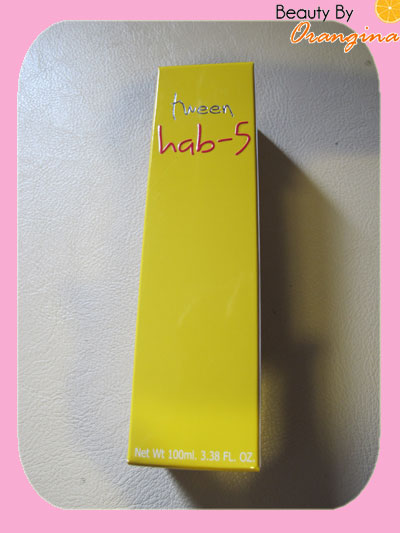 Beauty By
Orangina
tween
hab-5
Net Wt 100ml. 3.38 FL. OZ.